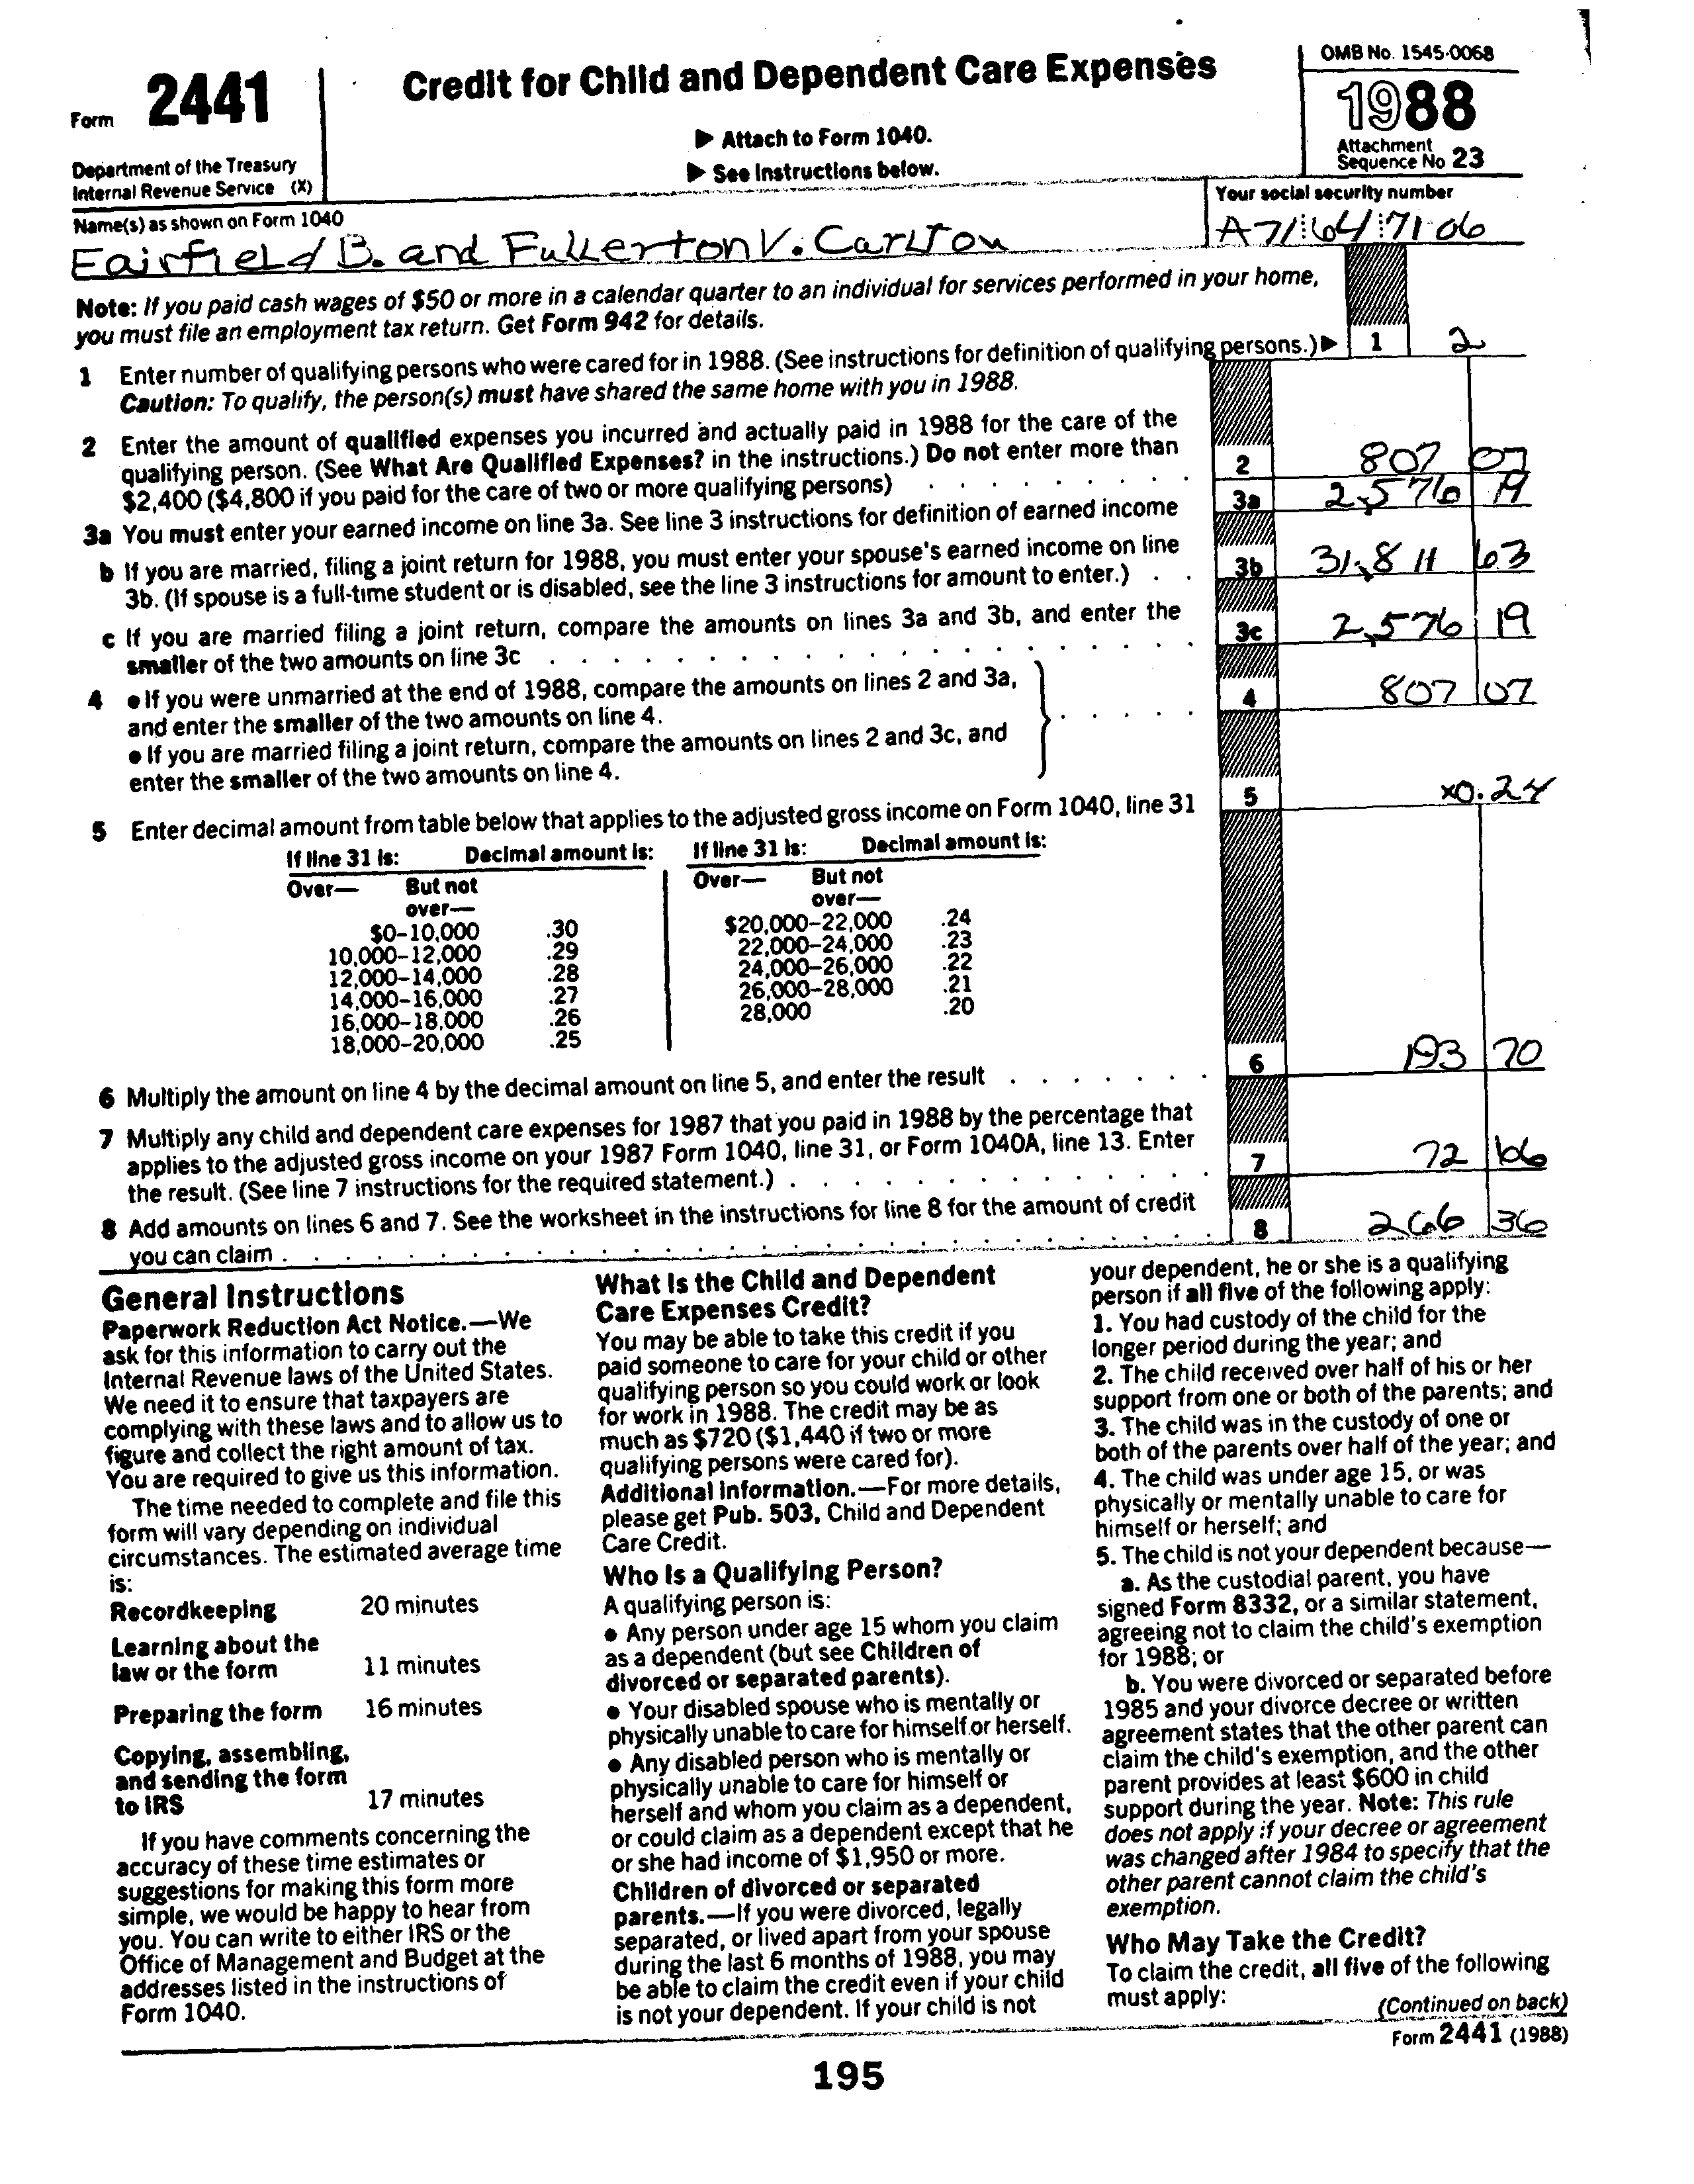 Form 2441
Department of the Treasury
Internal Revenue Service (X)
Credit for Child and Dependent Care Expenses
▶ Attach to Form 1040.
▶ See Instructions below.
OMB No. 1545-0068
1988
Attachment
Sequence No 23
Name(s) as shown on Form 1040
Fairfield B. and Fullerton V. Carlton
Your social security number
A71 64 7106
Note: If you paid cash wages of $50 or more in a calendar quarter to an individual for services performed in your home,
you must file an employment tax return. Get Form 942 for details.
1 Enter number of qualifying persons who were cared for in 1988. (See instructions for definition of qualifying persons.) ▶ 1 2
Caution: To qualify, the person(s) must have shared the same home with you in 1988.
2 Enter the amount of qualified expenses you incurred and actually paid in 1988 for the care of the
qualifying person. (See What Are Qualified Expenses? in the instructions.) Do not enter more than
$2,400 ($4,800 if you paid for the care of two or more qualifying persons) . . . . . . . . 2 807 07
3a You must enter your earned income on line 3a. See line 3 instructions for definition of earned income 3a 2,576 19
b If you are married, filing a joint return for 1988, you must enter your spouse's earned income on line
3b. (If spouse is a full-time student or is disabled, see the line 3 instructions for amount to enter.) . . 3b 31,811 63
c If you are married filing a joint return, compare the amounts on lines 3a and 3b, and enter the
smaller of the two amounts on line 3c . . . . . . . . . . . . . . . . . . . . 3c 2,576 19
4 ● If you were unmarried at the end of 1988, compare the amounts on lines 2 and 3a,
and enter the smaller of the two amounts on line 4.
● If you are married filing a joint return, compare the amounts on lines 2 and 3c, and
enter the smaller of the two amounts on line 4. . . . . . 4 807 07
5 Enter decimal amount from table below that applies to the adjusted gross income on Form 1040, line 31 5 x0.24
If line 31 is: Decimal amount is: If line 31 is: Decimal amount is:
Over— But not over— Over— But not over—
$0–10,000 .30 $20,000–22,000 .24
10,000–12,000 .29 22,000–24,000 .23
12,000–14,000 .28 24,000–26,000 .22
14,000–16,000 .27 26,000–28,000 .21
16,000–18,000 .26 28,000 .20
18,000–20,000 .25
6 Multiply the amount on line 4 by the decimal amount on line 5, and enter the result . . . . . . . 6 193 70
7 Multiply any child and dependent care expenses for 1987 that you paid in 1988 by the percentage that
applies to the adjusted gross income on your 1987 Form 1040, line 31, or Form 1040A, line 13. Enter
the result. (See line 7 instructions for the required statement.) . . . . . . . . . . . . . 7 72 66
8 Add amounts on lines 6 and 7. See the worksheet in the instructions for line 8 for the amount of credit
you can claim . . . . . . . . . . . . . . . . . . . . . . . . . . . . . . 8 266 36
General Instructions
Paperwork Reduction Act Notice.—We
ask for this information to carry out the
Internal Revenue laws of the United States.
We need it to ensure that taxpayers are
complying with these laws and to allow us to
figure and collect the right amount of tax.
You are required to give us this information.
The time needed to complete and file this
form will vary depending on individual
circumstances. The estimated average time
is:
Recordkeeping 20 minutes
Learning about the
law or the form 11 minutes
Preparing the form 16 minutes
Copying, assembling,
and sending the form
to IRS 17 minutes
If you have comments concerning the
accuracy of these time estimates or
suggestions for making this form more
simple, we would be happy to hear from
you. You can write to either IRS or the
Office of Management and Budget at the
addresses listed in the instructions of
Form 1040.
What Is the Child and Dependent
Care Expenses Credit?
You may be able to take this credit if you
paid someone to care for your child or other
qualifying person so you could work or look
for work in 1988. The credit may be as
much as $720 ($1,440 if two or more
qualifying persons were cared for).
Additional Information.—For more details,
please get Pub. 503, Child and Dependent
Care Credit.
Who Is a Qualifying Person?
A qualifying person is:
● Any person under age 15 whom you claim
as a dependent (but see Children of
divorced or separated parents).
● Your disabled spouse who is mentally or
physically unable to care for himself or herself.
● Any disabled person who is mentally or
physically unable to care for himself or
herself and whom you claim as a dependent,
or could claim as a dependent except that he
or she had income of $1,950 or more.
Children of divorced or separated
parents.—If you were divorced, legally
separated, or lived apart from your spouse
during the last 6 months of 1988, you may
be able to claim the credit even if your child
is not your dependent. If your child is not
your dependent, he or she is a qualifying
person if all five of the following apply:
1. You had custody of the child for the
longer period during the year; and
2. The child received over half of his or her
support from one or both of the parents; and
3. The child was in the custody of one or
both of the parents over half of the year; and
4. The child was under age 15, or was
physically or mentally unable to care for
himself or herself; and
5. The child is not your dependent because—
a. As the custodial parent, you have
signed Form 8332, or a similar statement,
agreeing not to claim the child's exemption
for 1988; or
b. You were divorced or separated before
1985 and your divorce decree or written
agreement states that the other parent can
claim the child's exemption, and the other
parent provides at least $600 in child
support during the year. Note: This rule
does not apply if your decree or agreement
was changed after 1984 to specify that the
other parent cannot claim the child's
exemption.
Who May Take the Credit?
To claim the credit, all five of the following
must apply:
(Continued on back)
Form 2441 (1988)
195